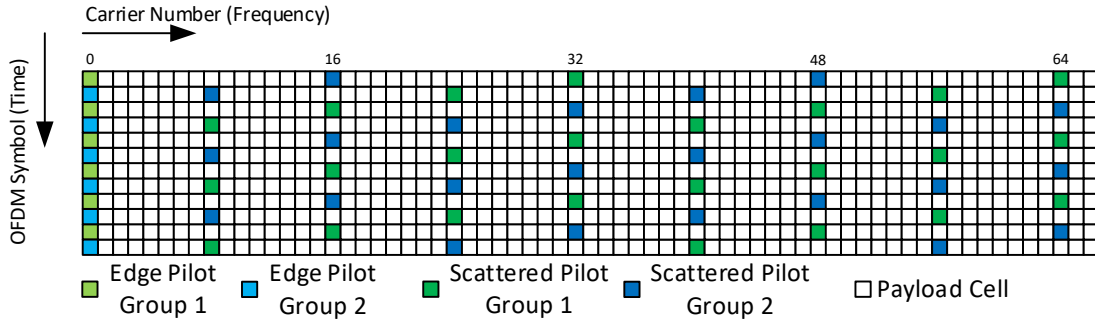 Carrier Number (Frequency)
0 16 32 48 64
OFDM Symbol (Time)
Edge Pilot Group 1
Edge Pilot Group 2
Scattered Pilot Group 1
Scattered Pilot Group 2
Payload Cell